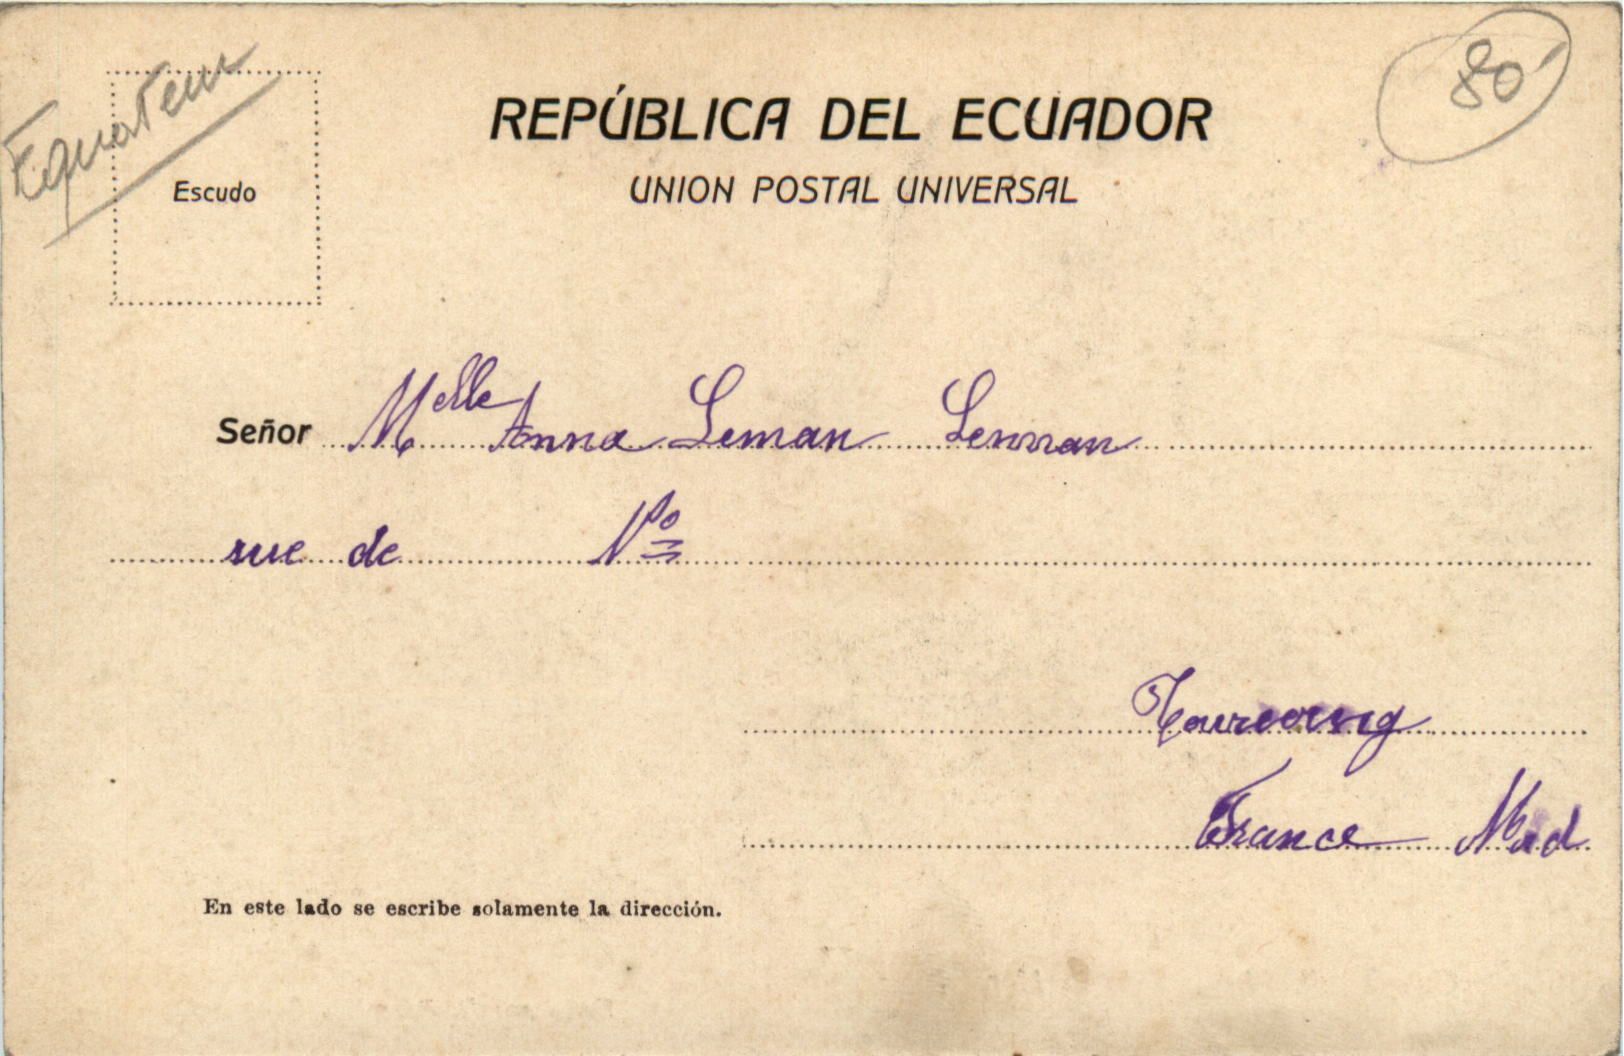 Equateur
80
REPÚBLICA DEL ECUADOR
UNION POSTAL UNIVERSAL
Escudo
Señor Melle Anna Leman Leman
rue de No
Tourcoing
France Nord
En este lado se escribe solamente la dirección.